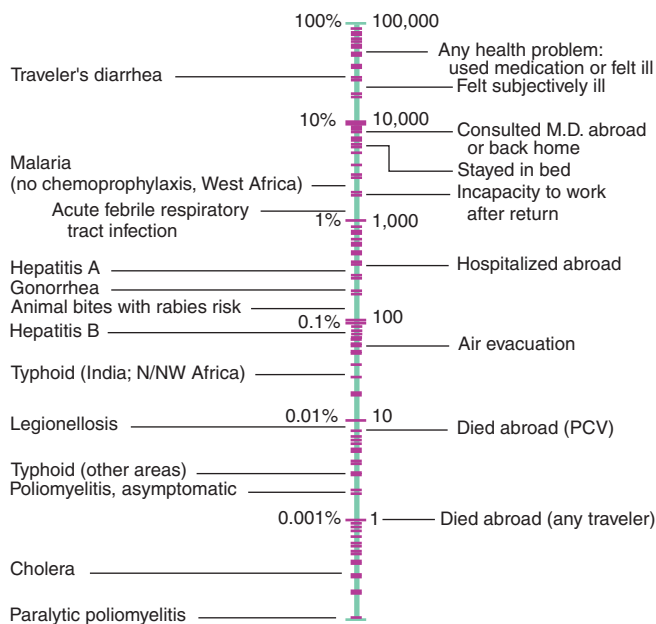 100% 100,000
Any health problem:
used medication or felt ill
Traveler's diarrhea
Felt subjectively ill
10% 10,000
Consulted M.D. abroad
or back home
Stayed in bed
Malaria
(no chemoprophylaxis, West Africa)
Incapacity to work
after return
Acute febrile respiratory
tract infection
1% 1,000
Hepatitis A
Hospitalized abroad
Gonorrhea
Animal bites with rabies risk
0.1% 100
Hepatitis B
Air evacuation
Typhoid (India; N/NW Africa)
0.01% 10
Legionellosis
Died abroad (PCV)
Typhoid (other areas)
Poliomyelitis, asymptomatic
0.001% 1
Died abroad (any traveler)
Cholera
Paralytic poliomyelitis